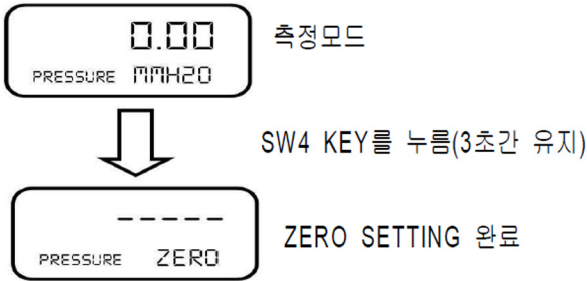 0.00
측정모드
PRESSURE MMH20
SW4 KEY를 누름(3초간 유지)
-----
ZERO SETTING 완료
PRESSURE ZERO